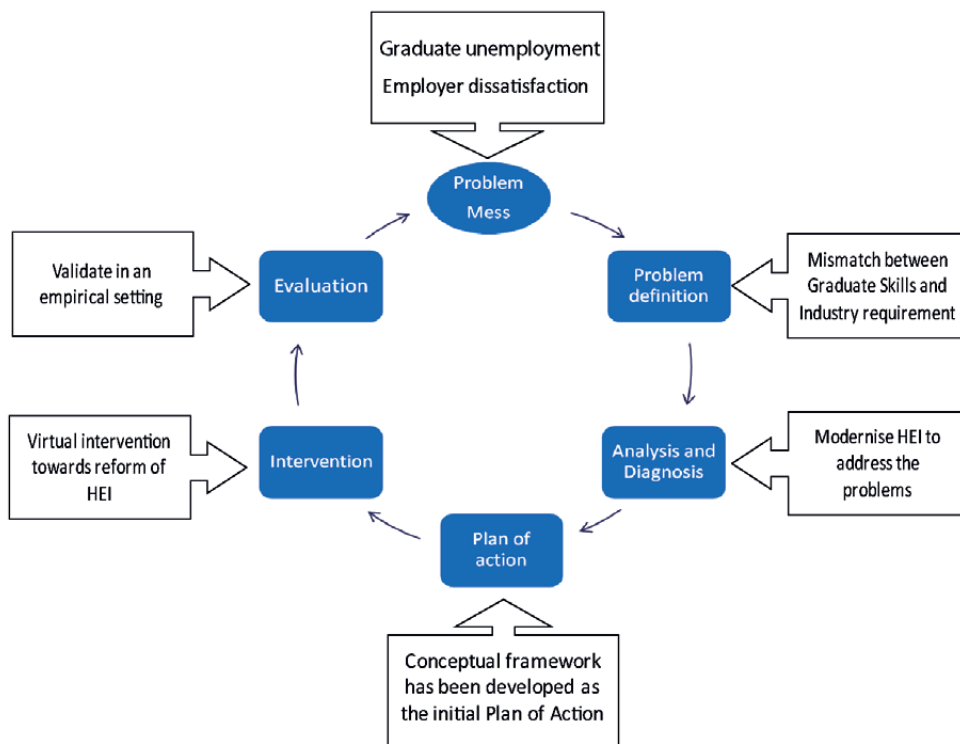 Graduate unemployment
Employer dissatisfaction
Problem
Mess
Validate in an
empirical setting
Evaluation
Problem
definition
Mismatch between
Graduate Skills and
Industry requirement
Virtual intervention
towards reform of
HEI
Intervention
Analysis and
Diagnosis
Modernise HEI to
address the
problems
Plan of
action
Conceptual framework
has been developed as
the initial Plan of Action